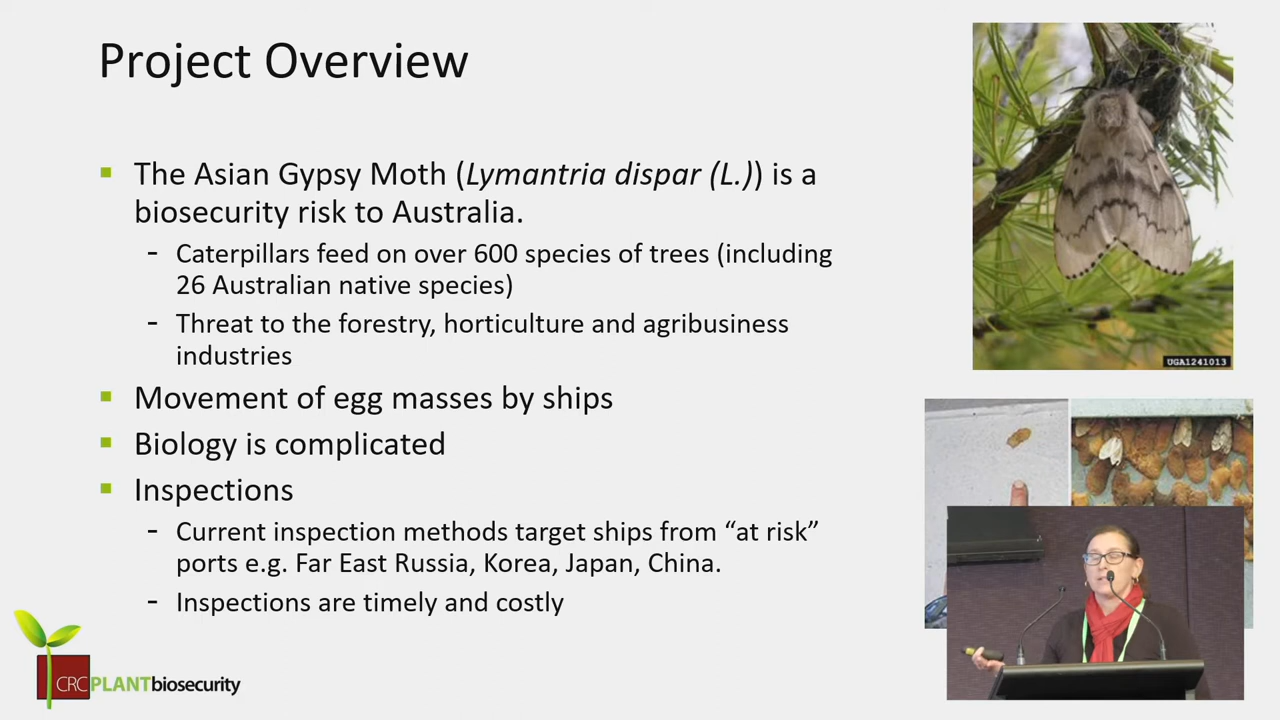 Project Overview
The Asian Gypsy Moth (Lymantria dispar (L.)) is a
biosecurity risk to Australia.
- Caterpillars feed on over 600 species of trees (including
26 Australian native species)
- Threat to the forestry, horticulture and agribusiness
industries
Movement of egg masses by ships
Biology is complicated
Inspections
- Current inspection methods target ships from “at risk”
ports e.g. Far East Russia, Korea, Japan, China.
- Inspections are timely and costly
UGA1241013
CRCPLANTbiosecurity